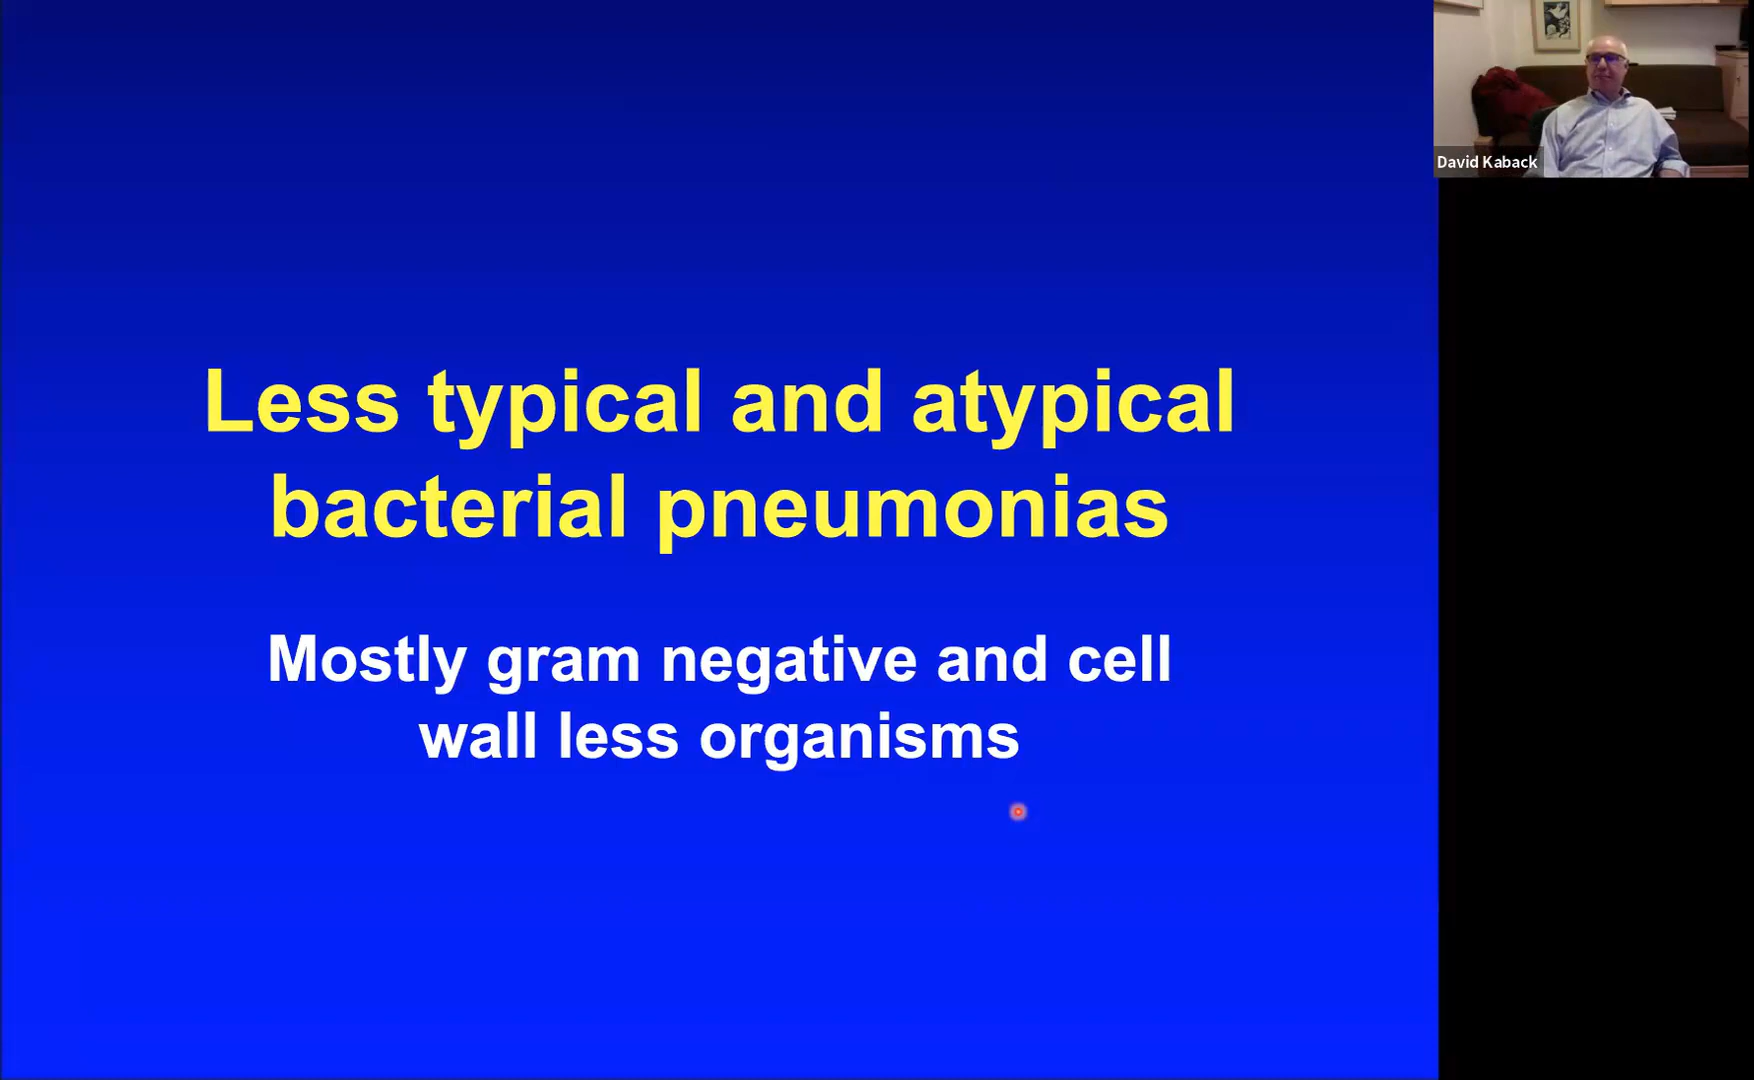 Less typical and atypical
bacterial pneumonias
Mostly gram negative and cell
wall less organisms
David Kaback